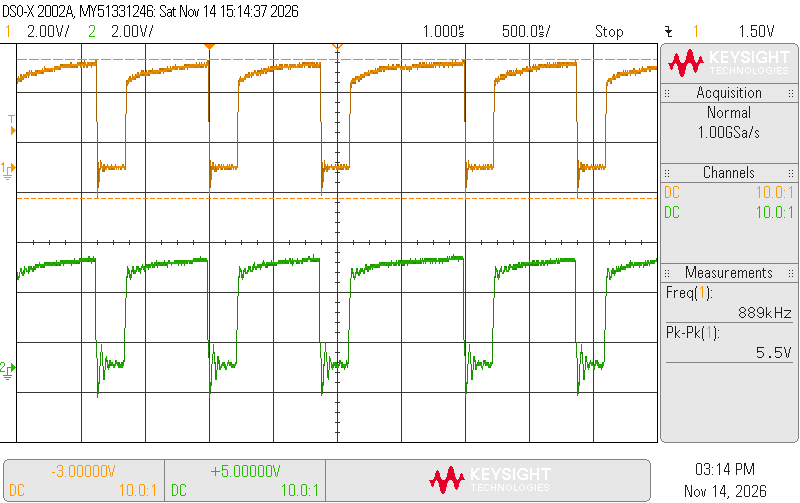 DSO-X 2002A, MY51331246: Sat Nov 14 15:14:37 2026
1 2.00V/ 2 2.00V/ 1.000s 500.0s/ Stop 1 1.50V
KEYSIGHT
TECHNOLOGIES
Acquisition
Normal
1.00GSa/s
Channels
DC 10.0:1
DC 10.0:1
Measurements
Freq(1):
889kHz
Pk-Pk(1):
5.5V
T
1
2
-3.00000V
DC 10.0:1
+5.00000V
DC 10.0:1
KEYSIGHT
TECHNOLOGIES
03:14 PM
Nov 14, 2026